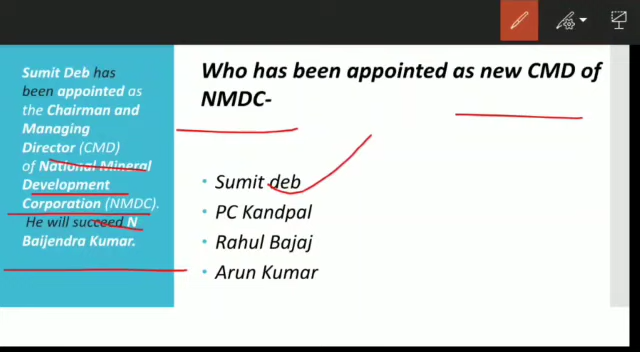 Sumit Deb has
been appointed as
the Chairman and
Managing
Director (CMD)
of National Mineral
Development
Corporation (NMDC).
He will succeed N
Baijendra Kumar.
Who has been appointed as new CMD of
NMDC-
• Sumit deb
• PC Kandpal
• Rahul Bajaj
• Arun Kumar